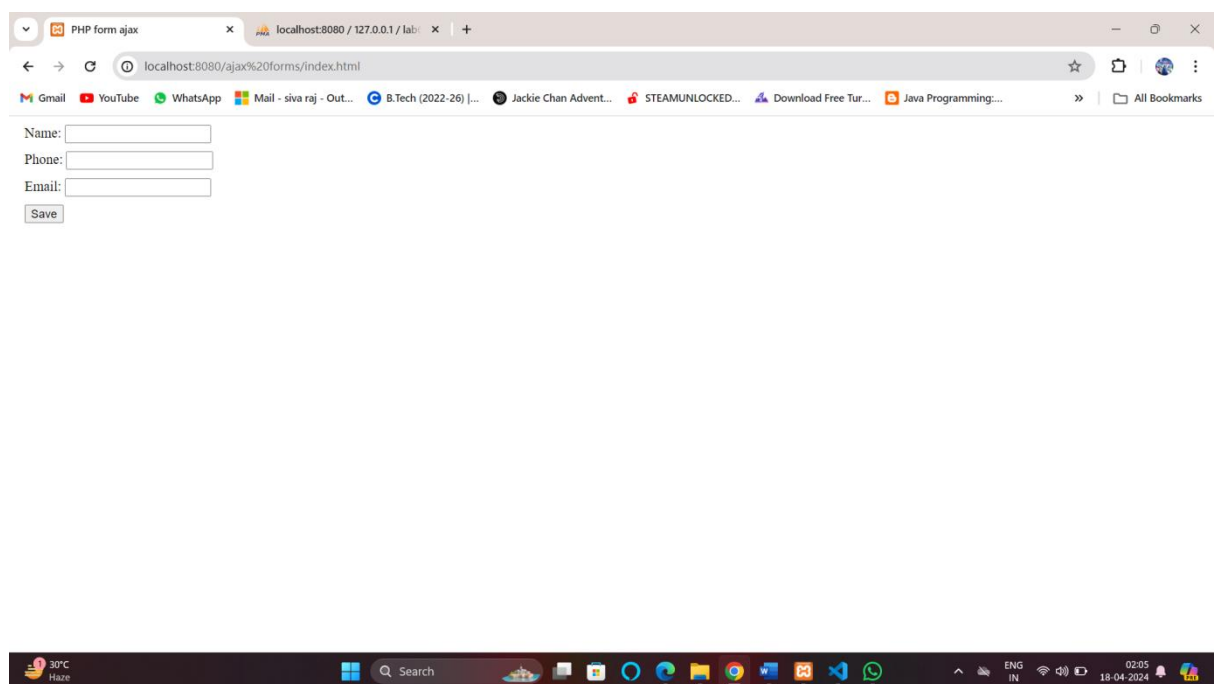 PHP form ajax
localhost:8080 / 127.0.0.1 / lab
localhost:8080/ajax%20forms/index.html
Gmail YouTube WhatsApp Mail - siva raj - Out... B.Tech (2022-26) |... Jackie Chan Advent... STEAMUNLOCKED... Download Free Tur... Java Programming:... » All Bookmarks
Name:
Phone:
Email:
Save
30°C
Haze
Search
ENG
IN
02:05
18-04-2024